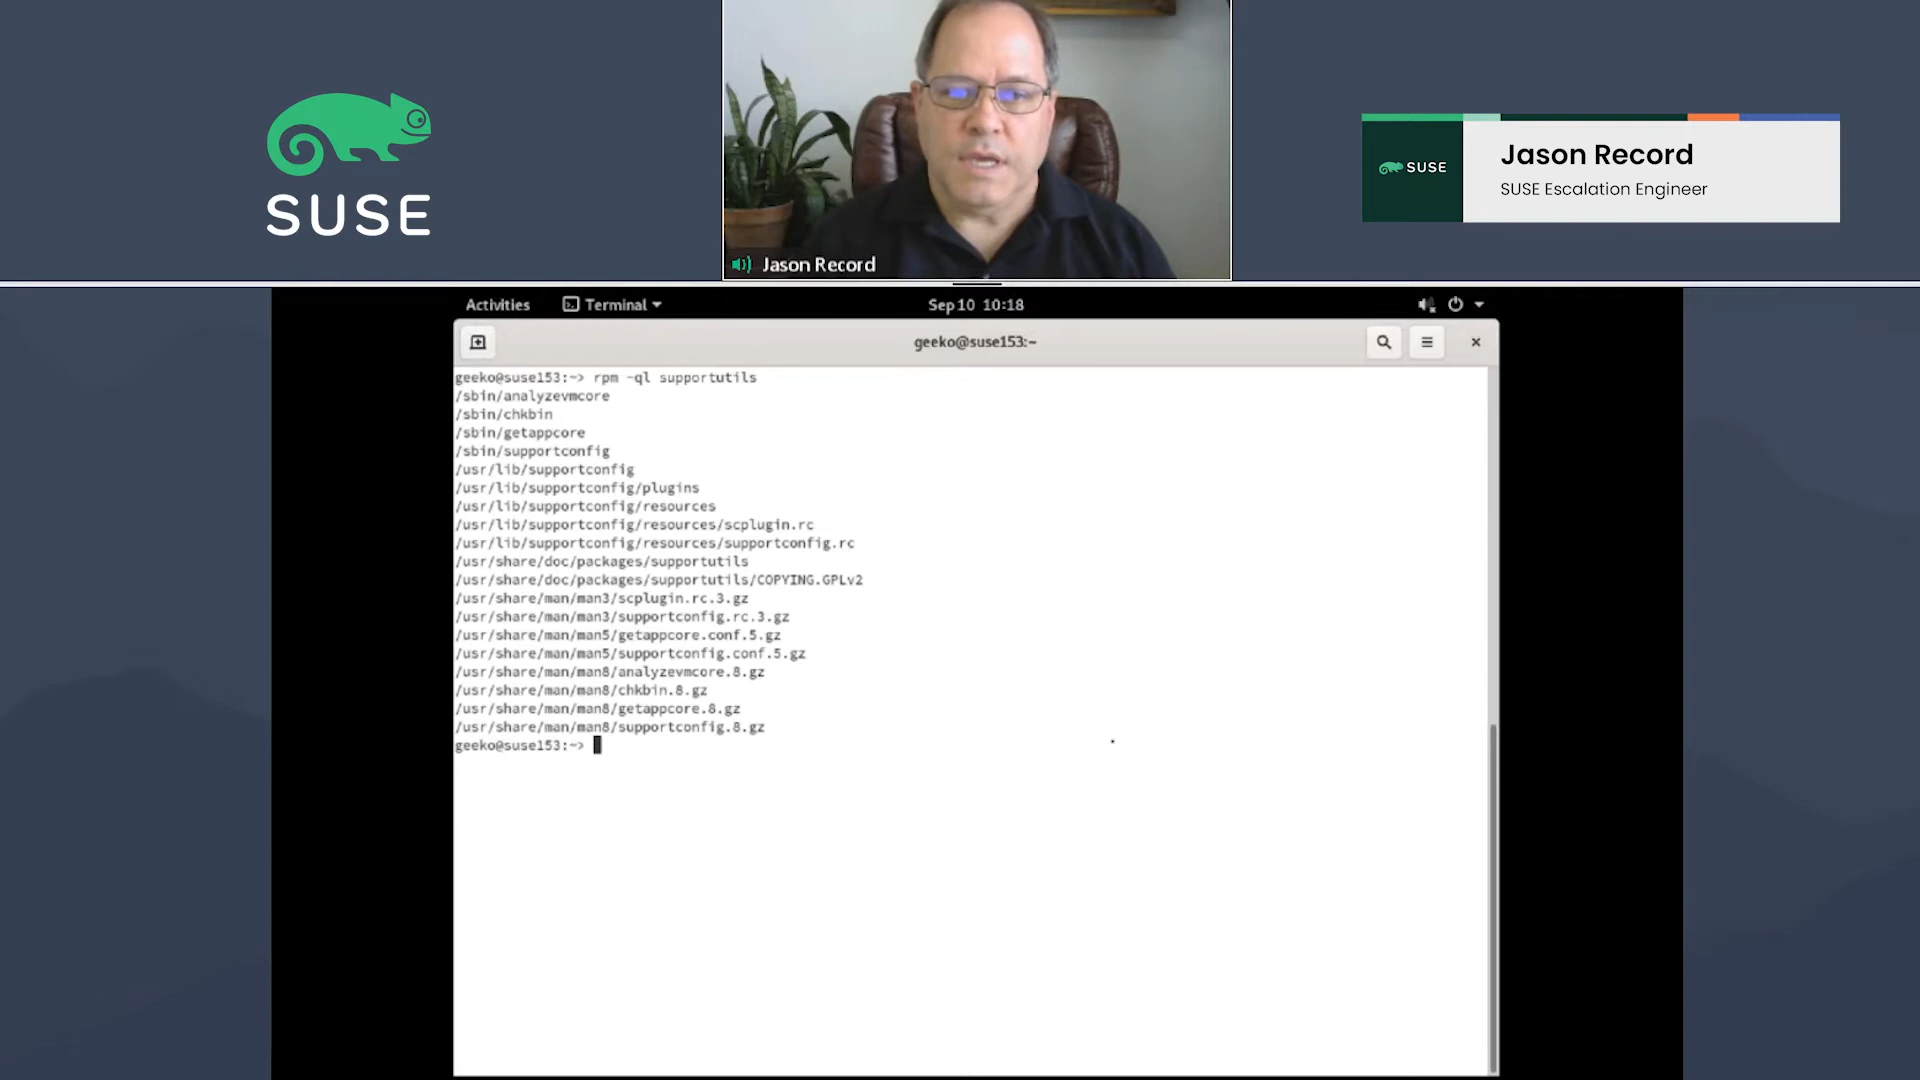 SUSE
Jason Record
SUSE
Jason Record
SUSE Escalation Engineer
Activities
Terminal
Sep 10 10:18
geeko@suse153:~
geeko@suse153:~> rpm -ql supportutils
/sbin/analyzevmcore
/sbin/chkbin
/sbin/getappcore
/sbin/supportconfig
/usr/lib/supportconfig
/usr/lib/supportconfig/plugins
/usr/lib/supportconfig/resources
/usr/lib/supportconfig/resources/scplugin.rc
/usr/lib/supportconfig/resources/supportconfig.rc
/usr/share/doc/packages/supportutils
/usr/share/doc/packages/supportutils/COPYING.GPLv2
/usr/share/man/man3/scplugin.rc.3.gz
/usr/share/man/man3/supportconfig.rc.3.gz
/usr/share/man/man5/getappcore.conf.5.gz
/usr/share/man/man5/supportconfig.conf.5.gz
/usr/share/man/man8/analyzevmcore.8.gz
/usr/share/man/man8/chkbin.8.gz
/usr/share/man/man8/getappcore.8.gz
/usr/share/man/man8/supportconfig.8.gz
geeko@suse153:~>